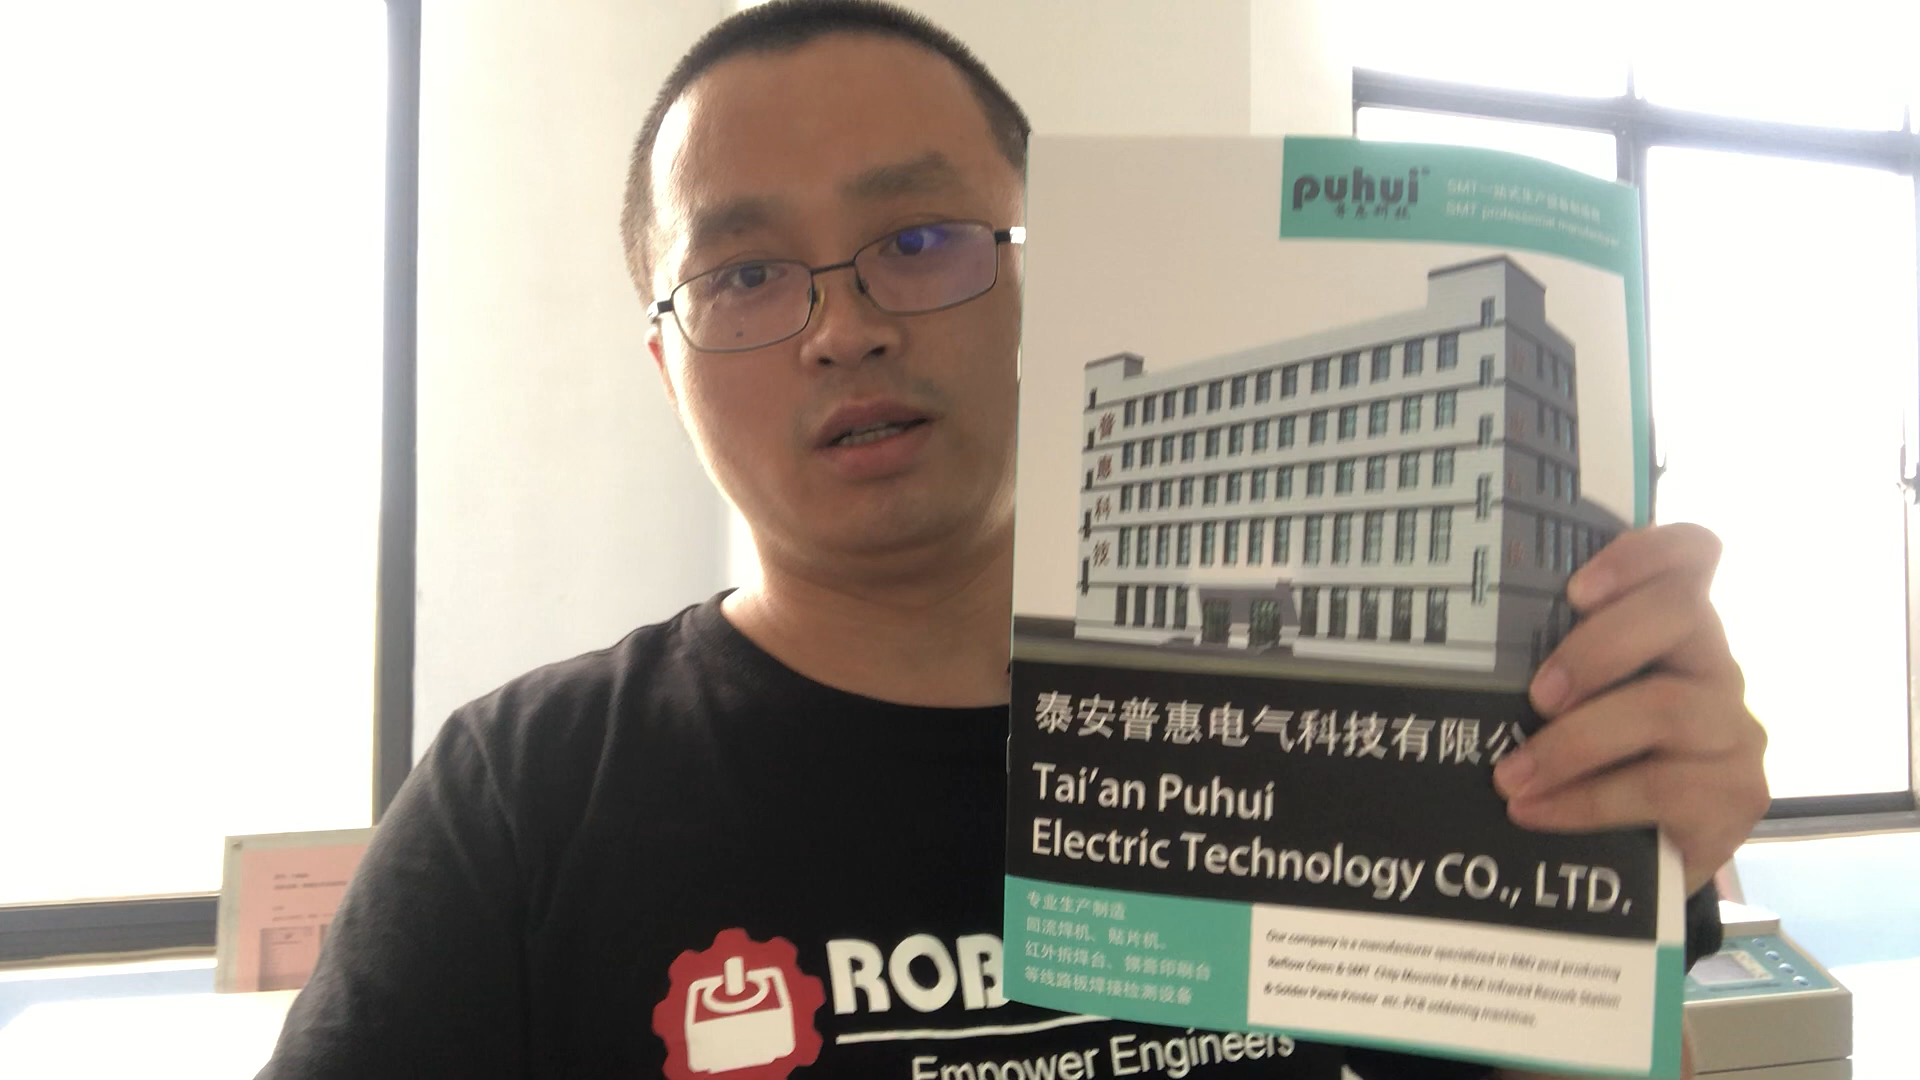 puhui
普惠科技
SMT一站式生产设备制造商
SMT professional manufacturer
普惠科技
泰安普惠电气科技有限公
Tai'an Puhui
Electric Technology CO., LTD.
专业生产制造
回流焊机、贴片机、
红外拆焊台、锡膏印刷台
等线路板焊接检测设备
Our company is a manufacturer specialized in R&D and producing
Reflow Oven & SMT Chip Mounter & BGA Infrared Rework Station
& Solder Paste Printer etc. PCB soldering machines.
ROB
Empower Engineers